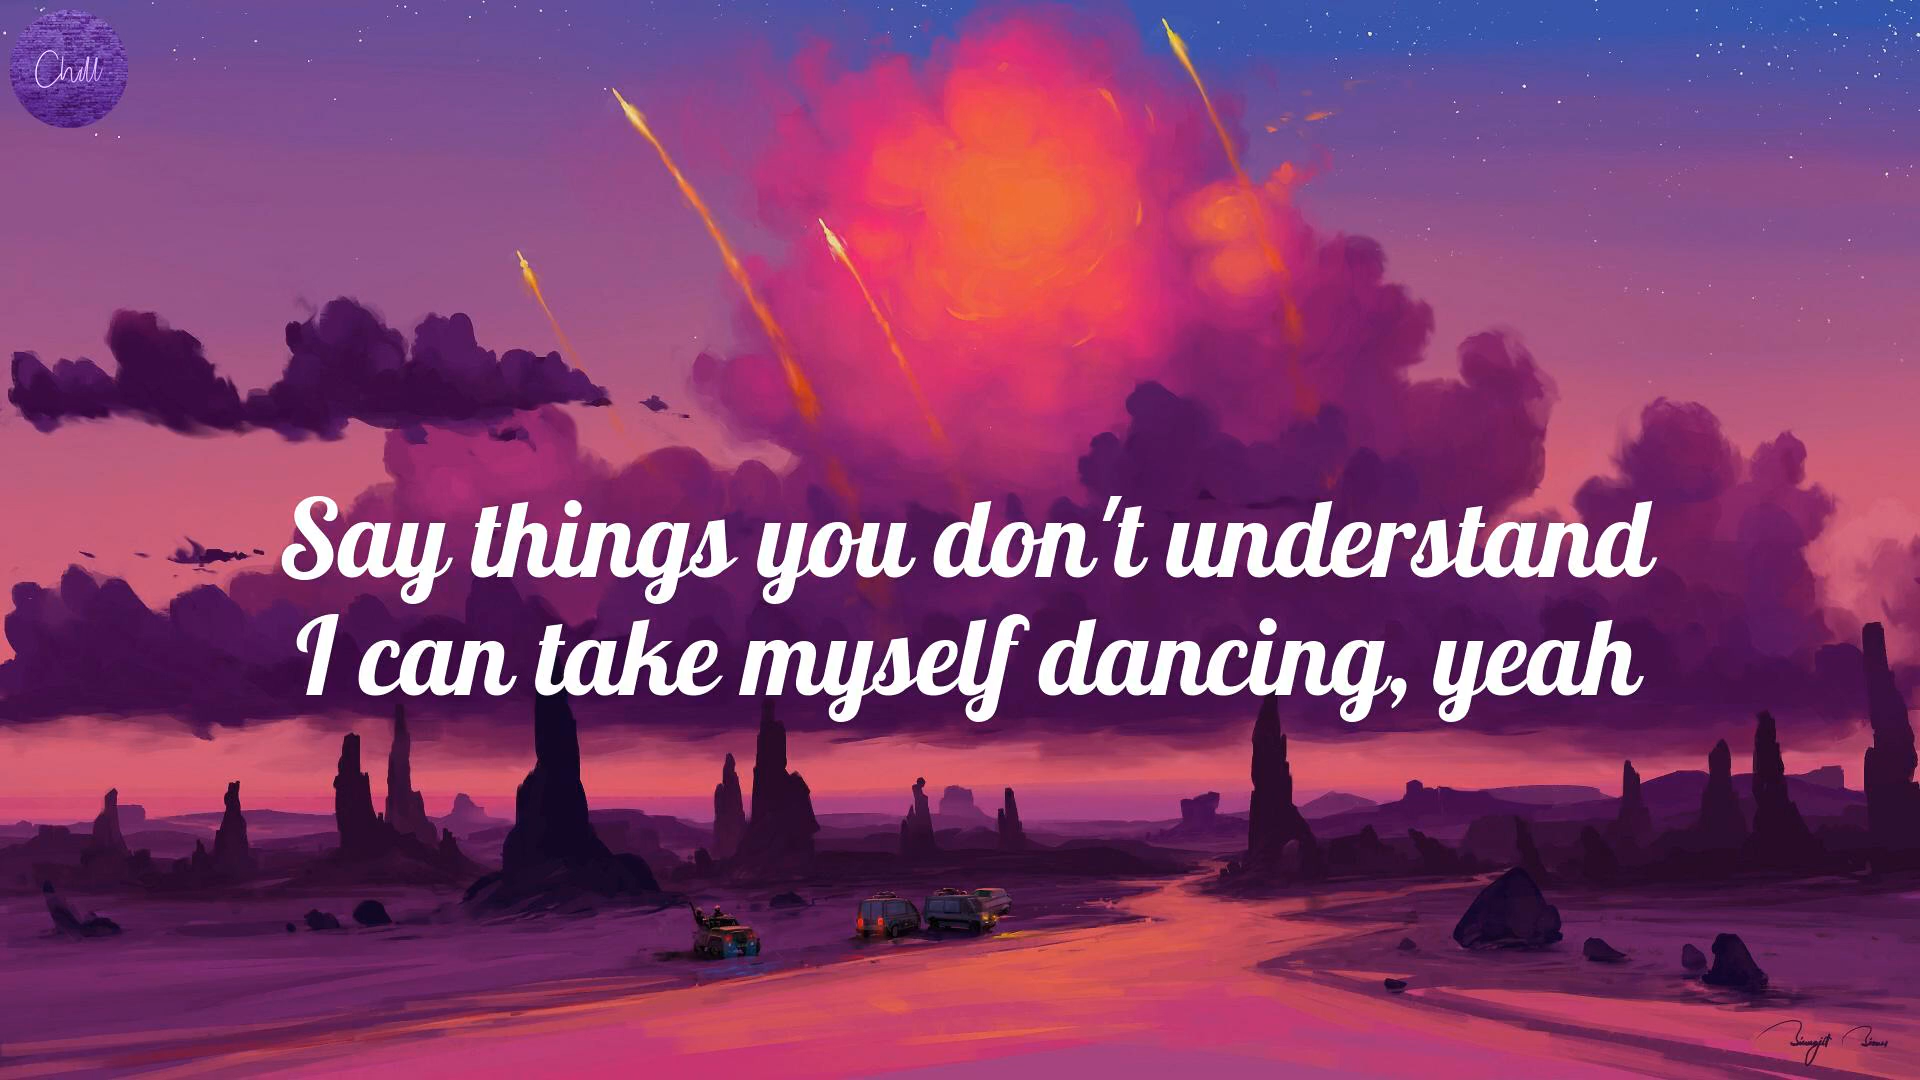 Chill
Say things you don't understand
I can take myself dancing, yeah